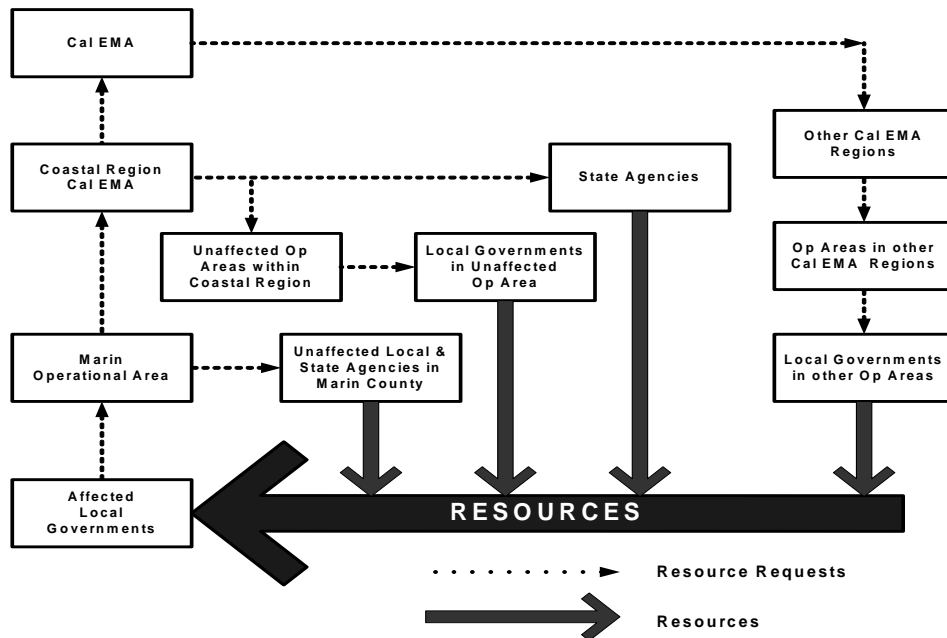 Cal EMA
Coastal Region
Cal EMA
State Agencies
Other Cal EMA
Regions
Unaffected Op
Areas within
Coastal Region
Local Governments
in Unaffected
Op Area
Op Areas in other
Cal EMA Regions
Marin
Operational Area
Unaffected Local &
State Agencies in
Marin County
Local Governments
in other Op Areas
Affected
Local
Governments
RESOURCES
Resource Requests
Resources